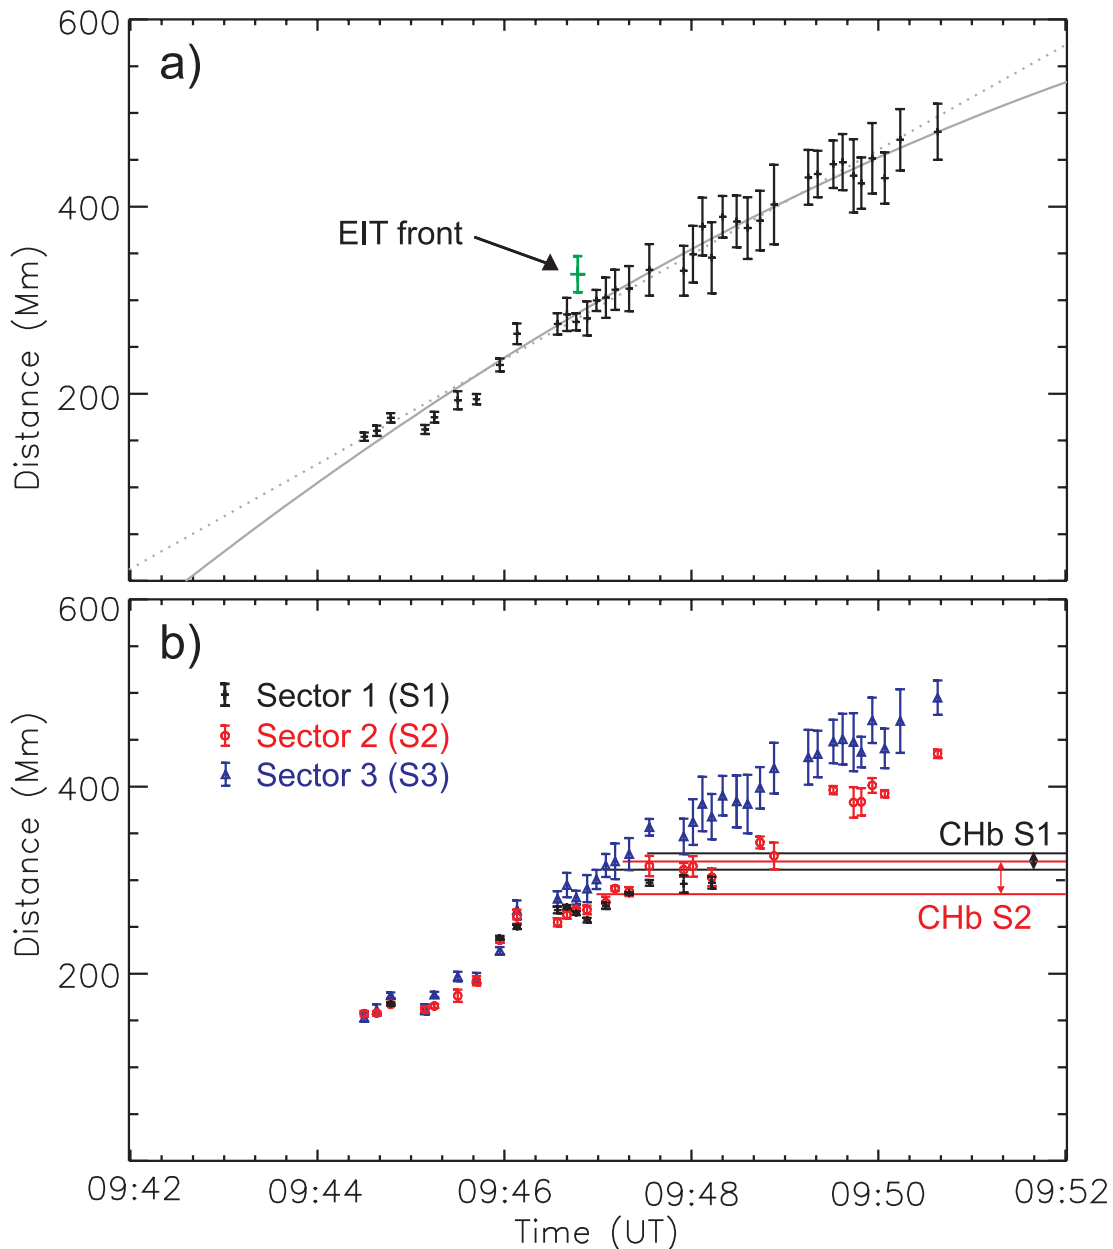 600
a)
EIT front
400
200
Distance (Mm)
600
b)
Sector 1 (S1)
Sector 2 (S2)
Sector 3 (S3)
400
CHb S1
CHb S2
200
Distance (Mm)
09:42 09:44 09:46 09:48 09:50 09:52
Time (UT)